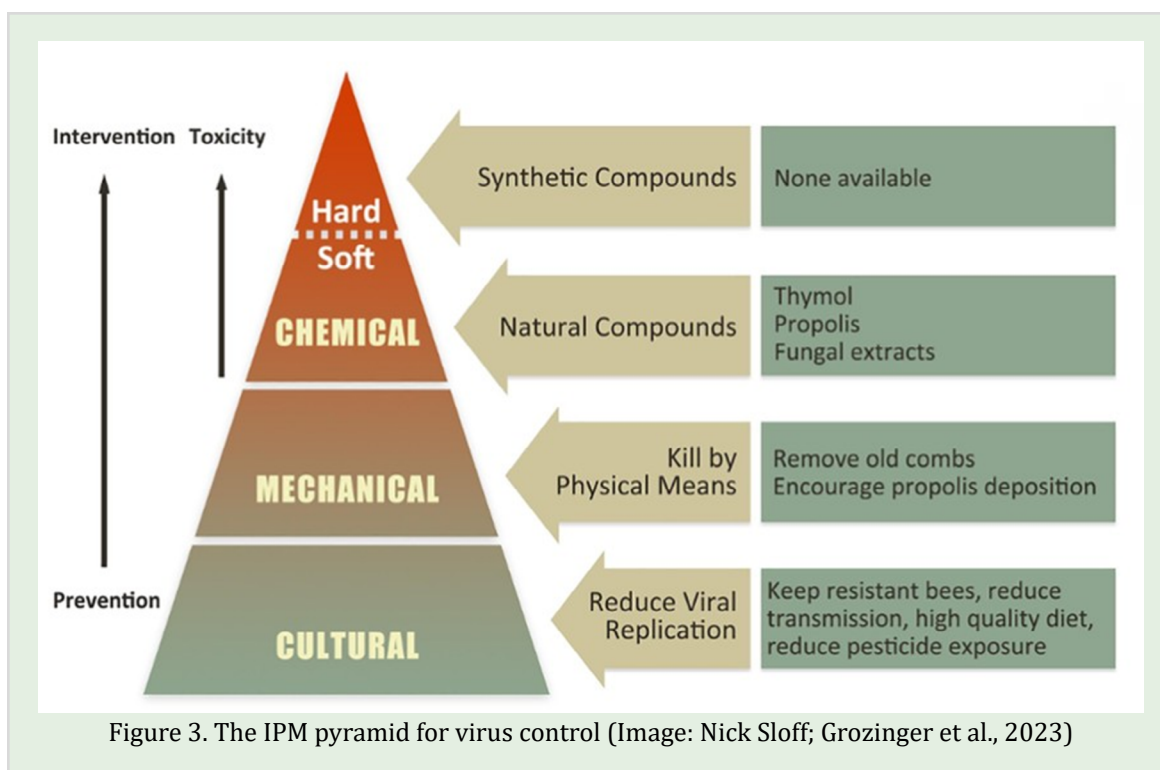 Intervention Toxicity
Prevention
Hard
Soft
CHEMICAL
MECHANICAL
CULTURAL
Synthetic Compounds
None available
Natural Compounds
Thymol
Propolis
Fungal extracts
Kill by
Physical Means
Remove old combs
Encourage propolis deposition
Reduce Viral
Replication
Keep resistant bees, reduce
transmission, high quality diet,
reduce pesticide exposure
Figure 3. The IPM pyramid for virus control (Image: Nick Sloff; Grozinger et al., 2023)